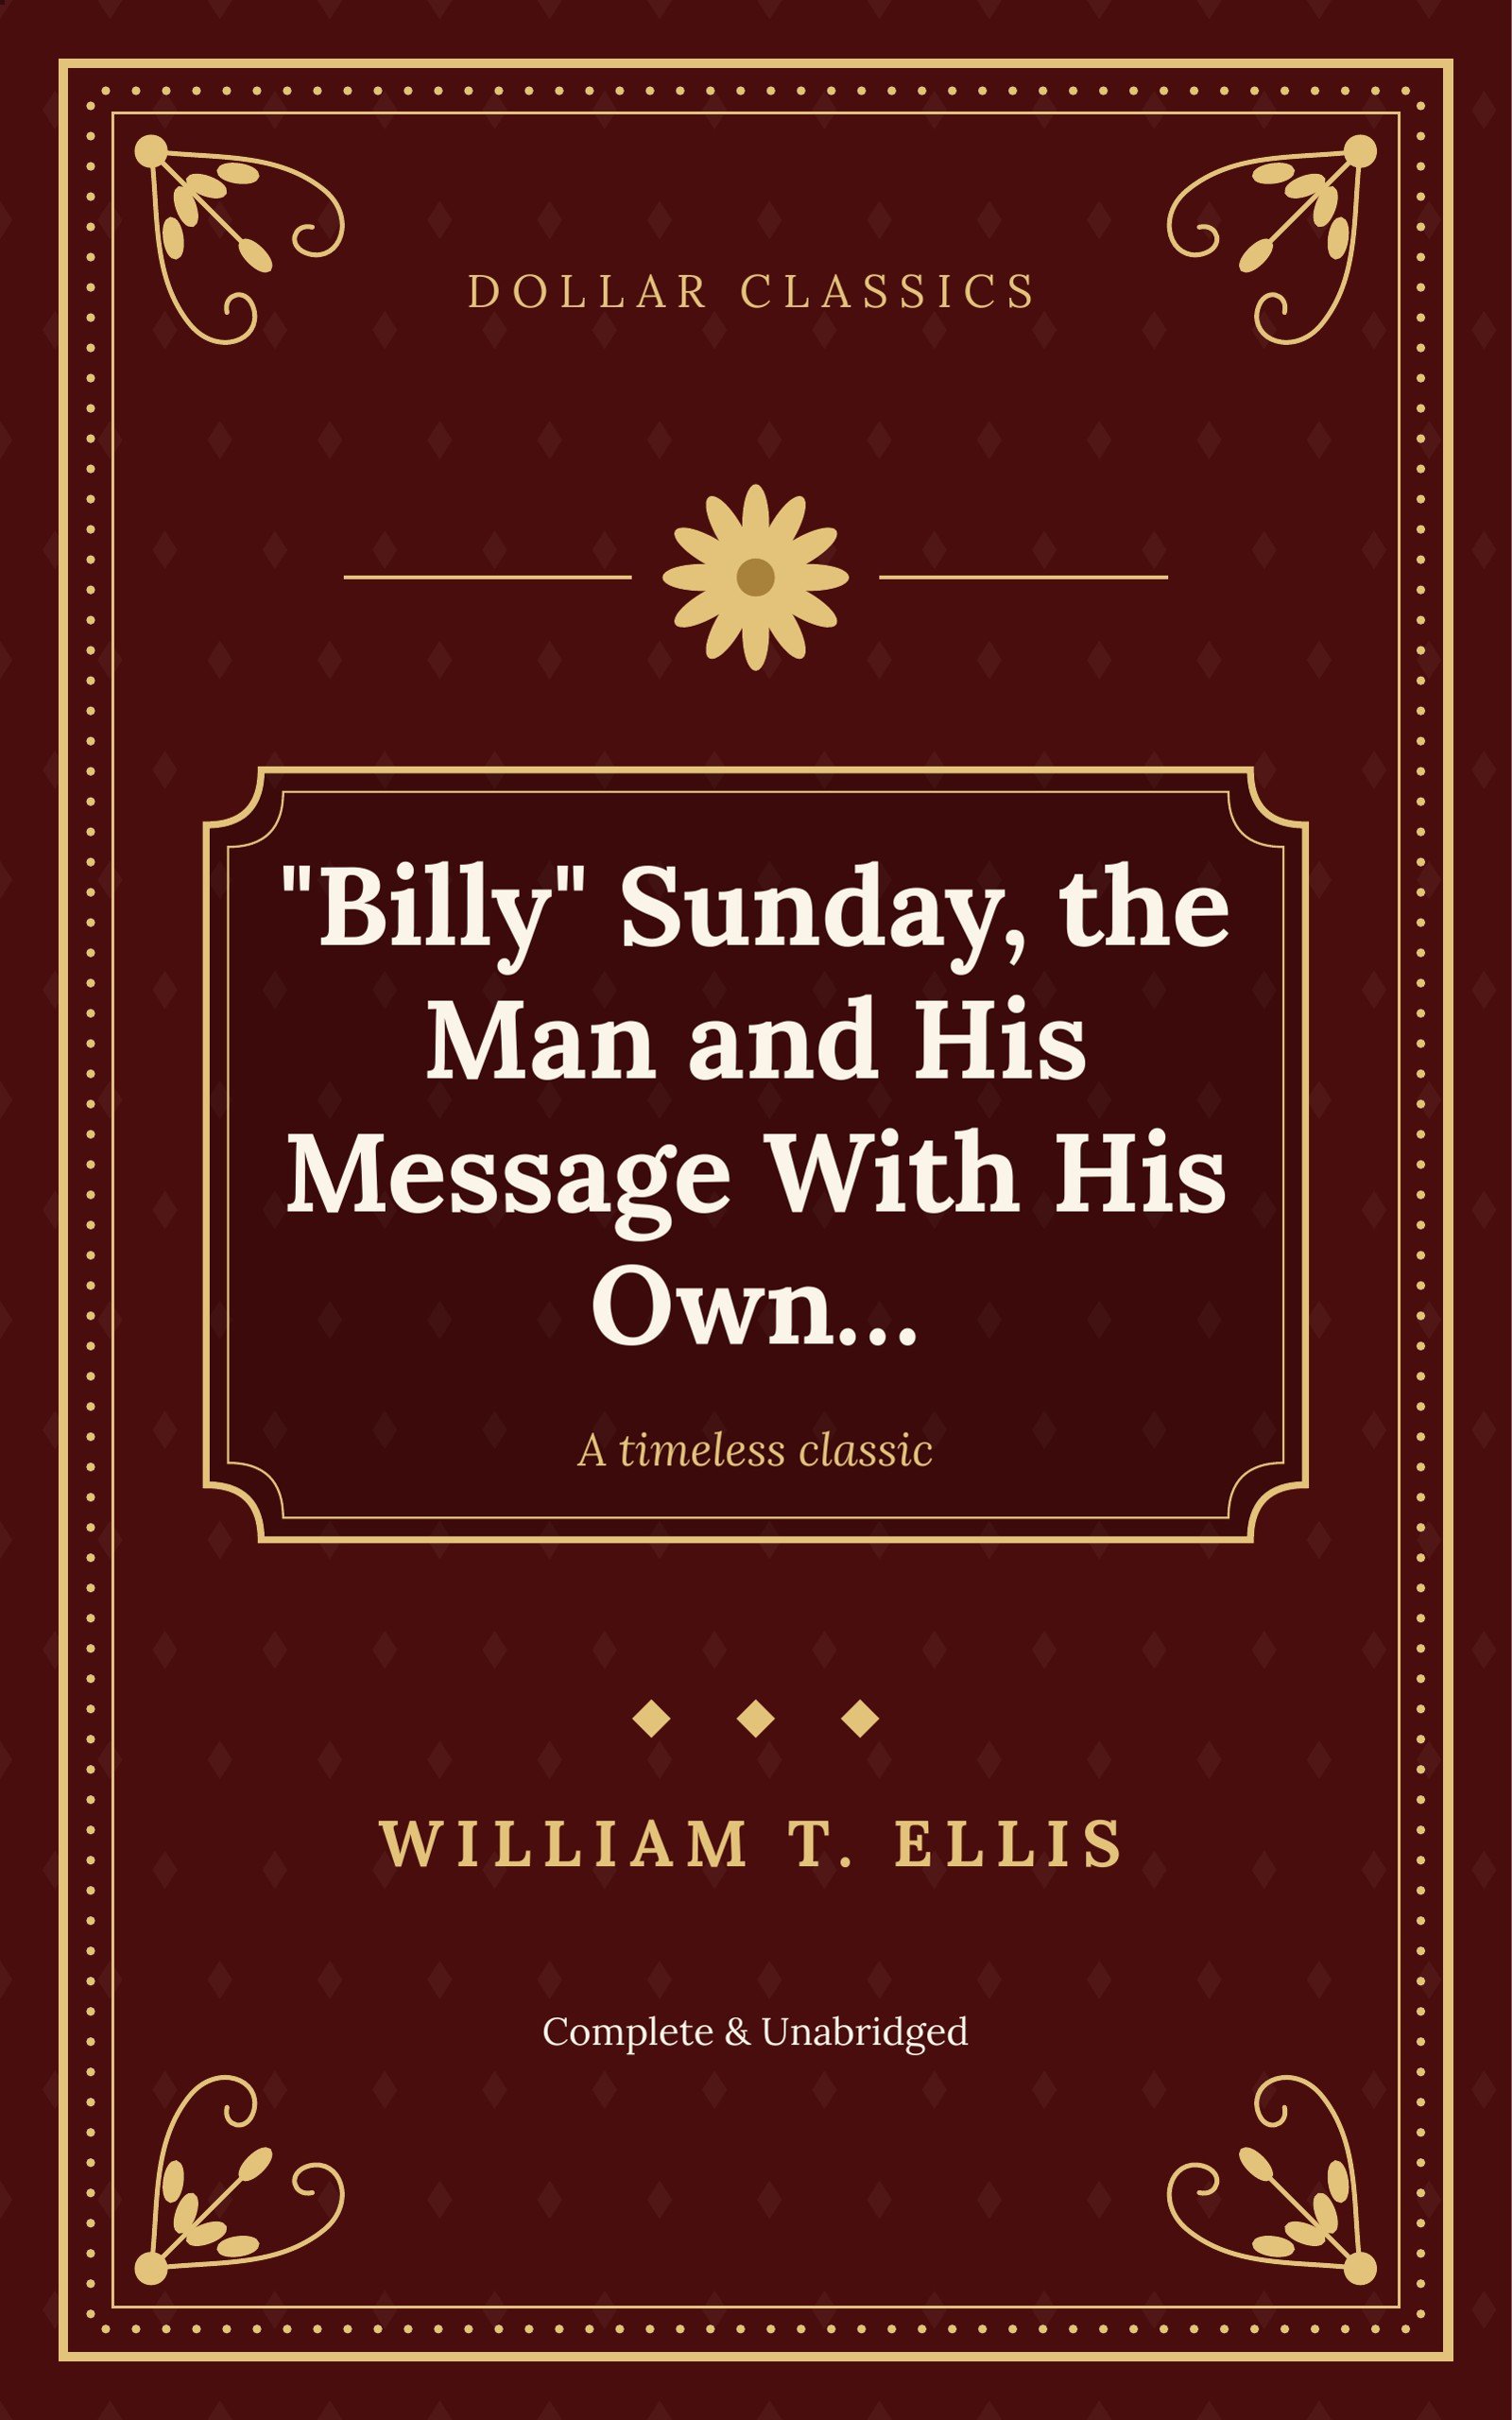 DOLLAR CLASSICS
"Billy" Sunday, the
Man and His
Message With His
Own...
A timeless classic
WILLIAM T. ELLIS
Complete & Unabridged